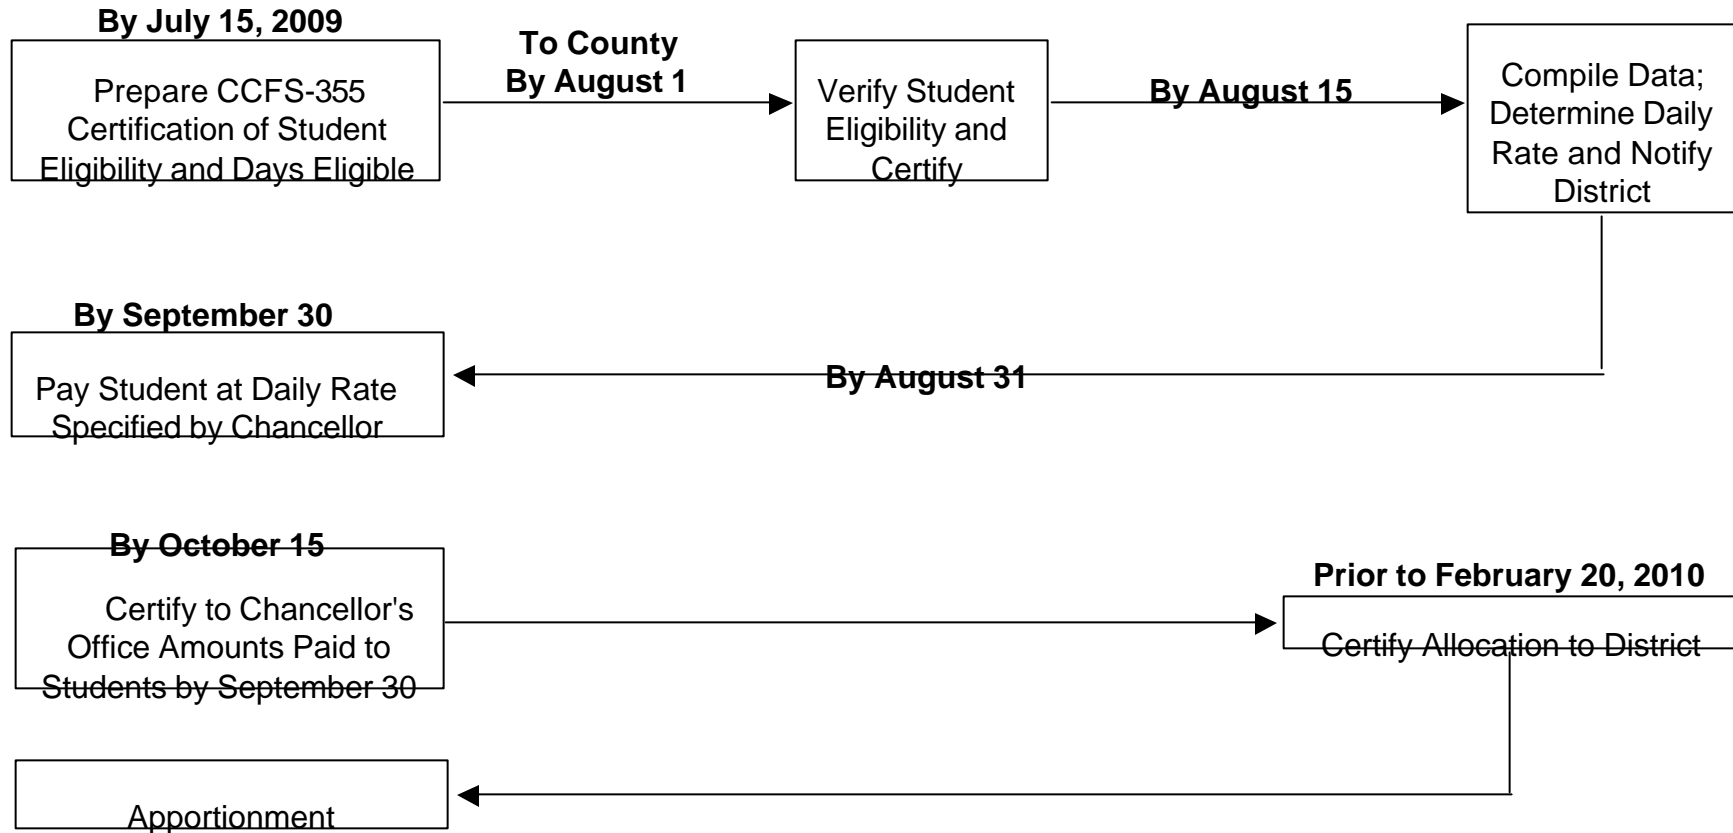 By July 15, 2009
Prepare CCFS-355
Certification of Student
Eligibility and Days Eligible
To County
By August 1
Verify Student
Eligibility and
Certify
By August 15
Compile Data;
Determine Daily
Rate and Notify
District
By August 31
By September 30
Pay Student at Daily Rate
Specified by Chancellor
By October 15
Certify to Chancellor's
Office Amounts Paid to
Students by September 30
Prior to February 20, 2010
Certify Allocation to District
Apportionment